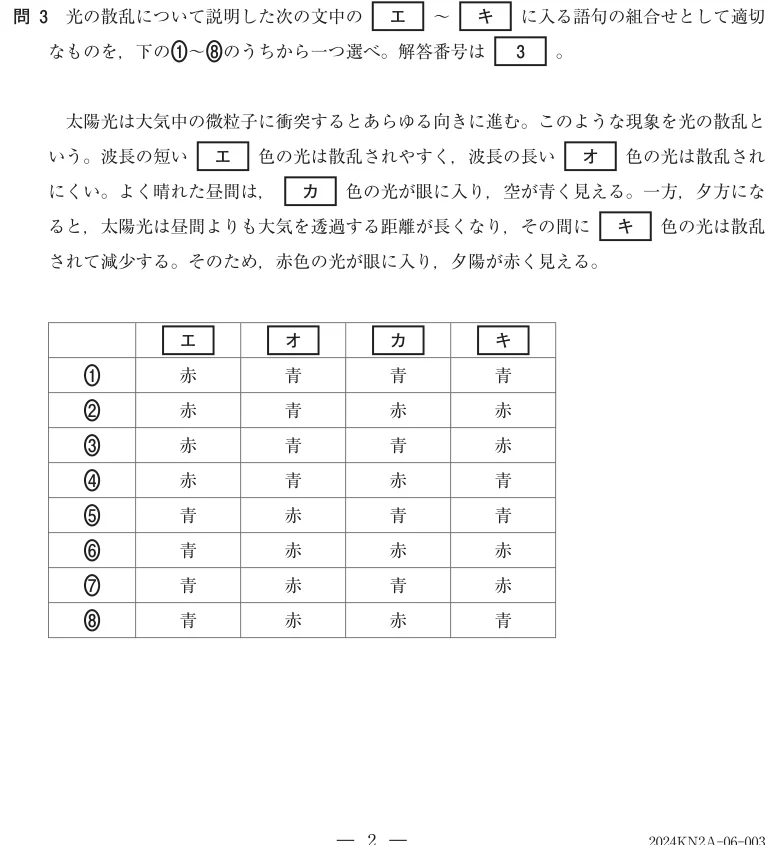 問 3 光の散乱について説明した次の文中の エ ～ キ に入る語句の組合せとして適切
なものを，下の①～⑧のうちから一つ選べ。解答番号は 3 。
太陽光は大気中の微粒子に衝突するとあらゆる向きに進む。このような現象を光の散乱と
いう。波長の短い エ 色の光は散乱されやすく，波長の長い オ 色の光は散乱され
にくい。よく晴れた昼間は， カ 色の光が眼に入り，空が青く見える。一方，夕方にな
ると，太陽光は昼間よりも大気を透過する距離が長くなり，その間に キ 色の光は散乱
されて減少する。そのため，赤色の光が眼に入り，夕陽が赤く見える。
エ オ カ キ
① 赤 青 青 青
② 赤 青 赤 赤
③ 赤 青 青 赤
④ 赤 青 赤 青
⑤ 青 赤 青 青
⑥ 青 赤 赤 赤
⑦ 青 赤 青 赤
⑧ 青 赤 赤 青
— 2 —
2024KN2A-06-003